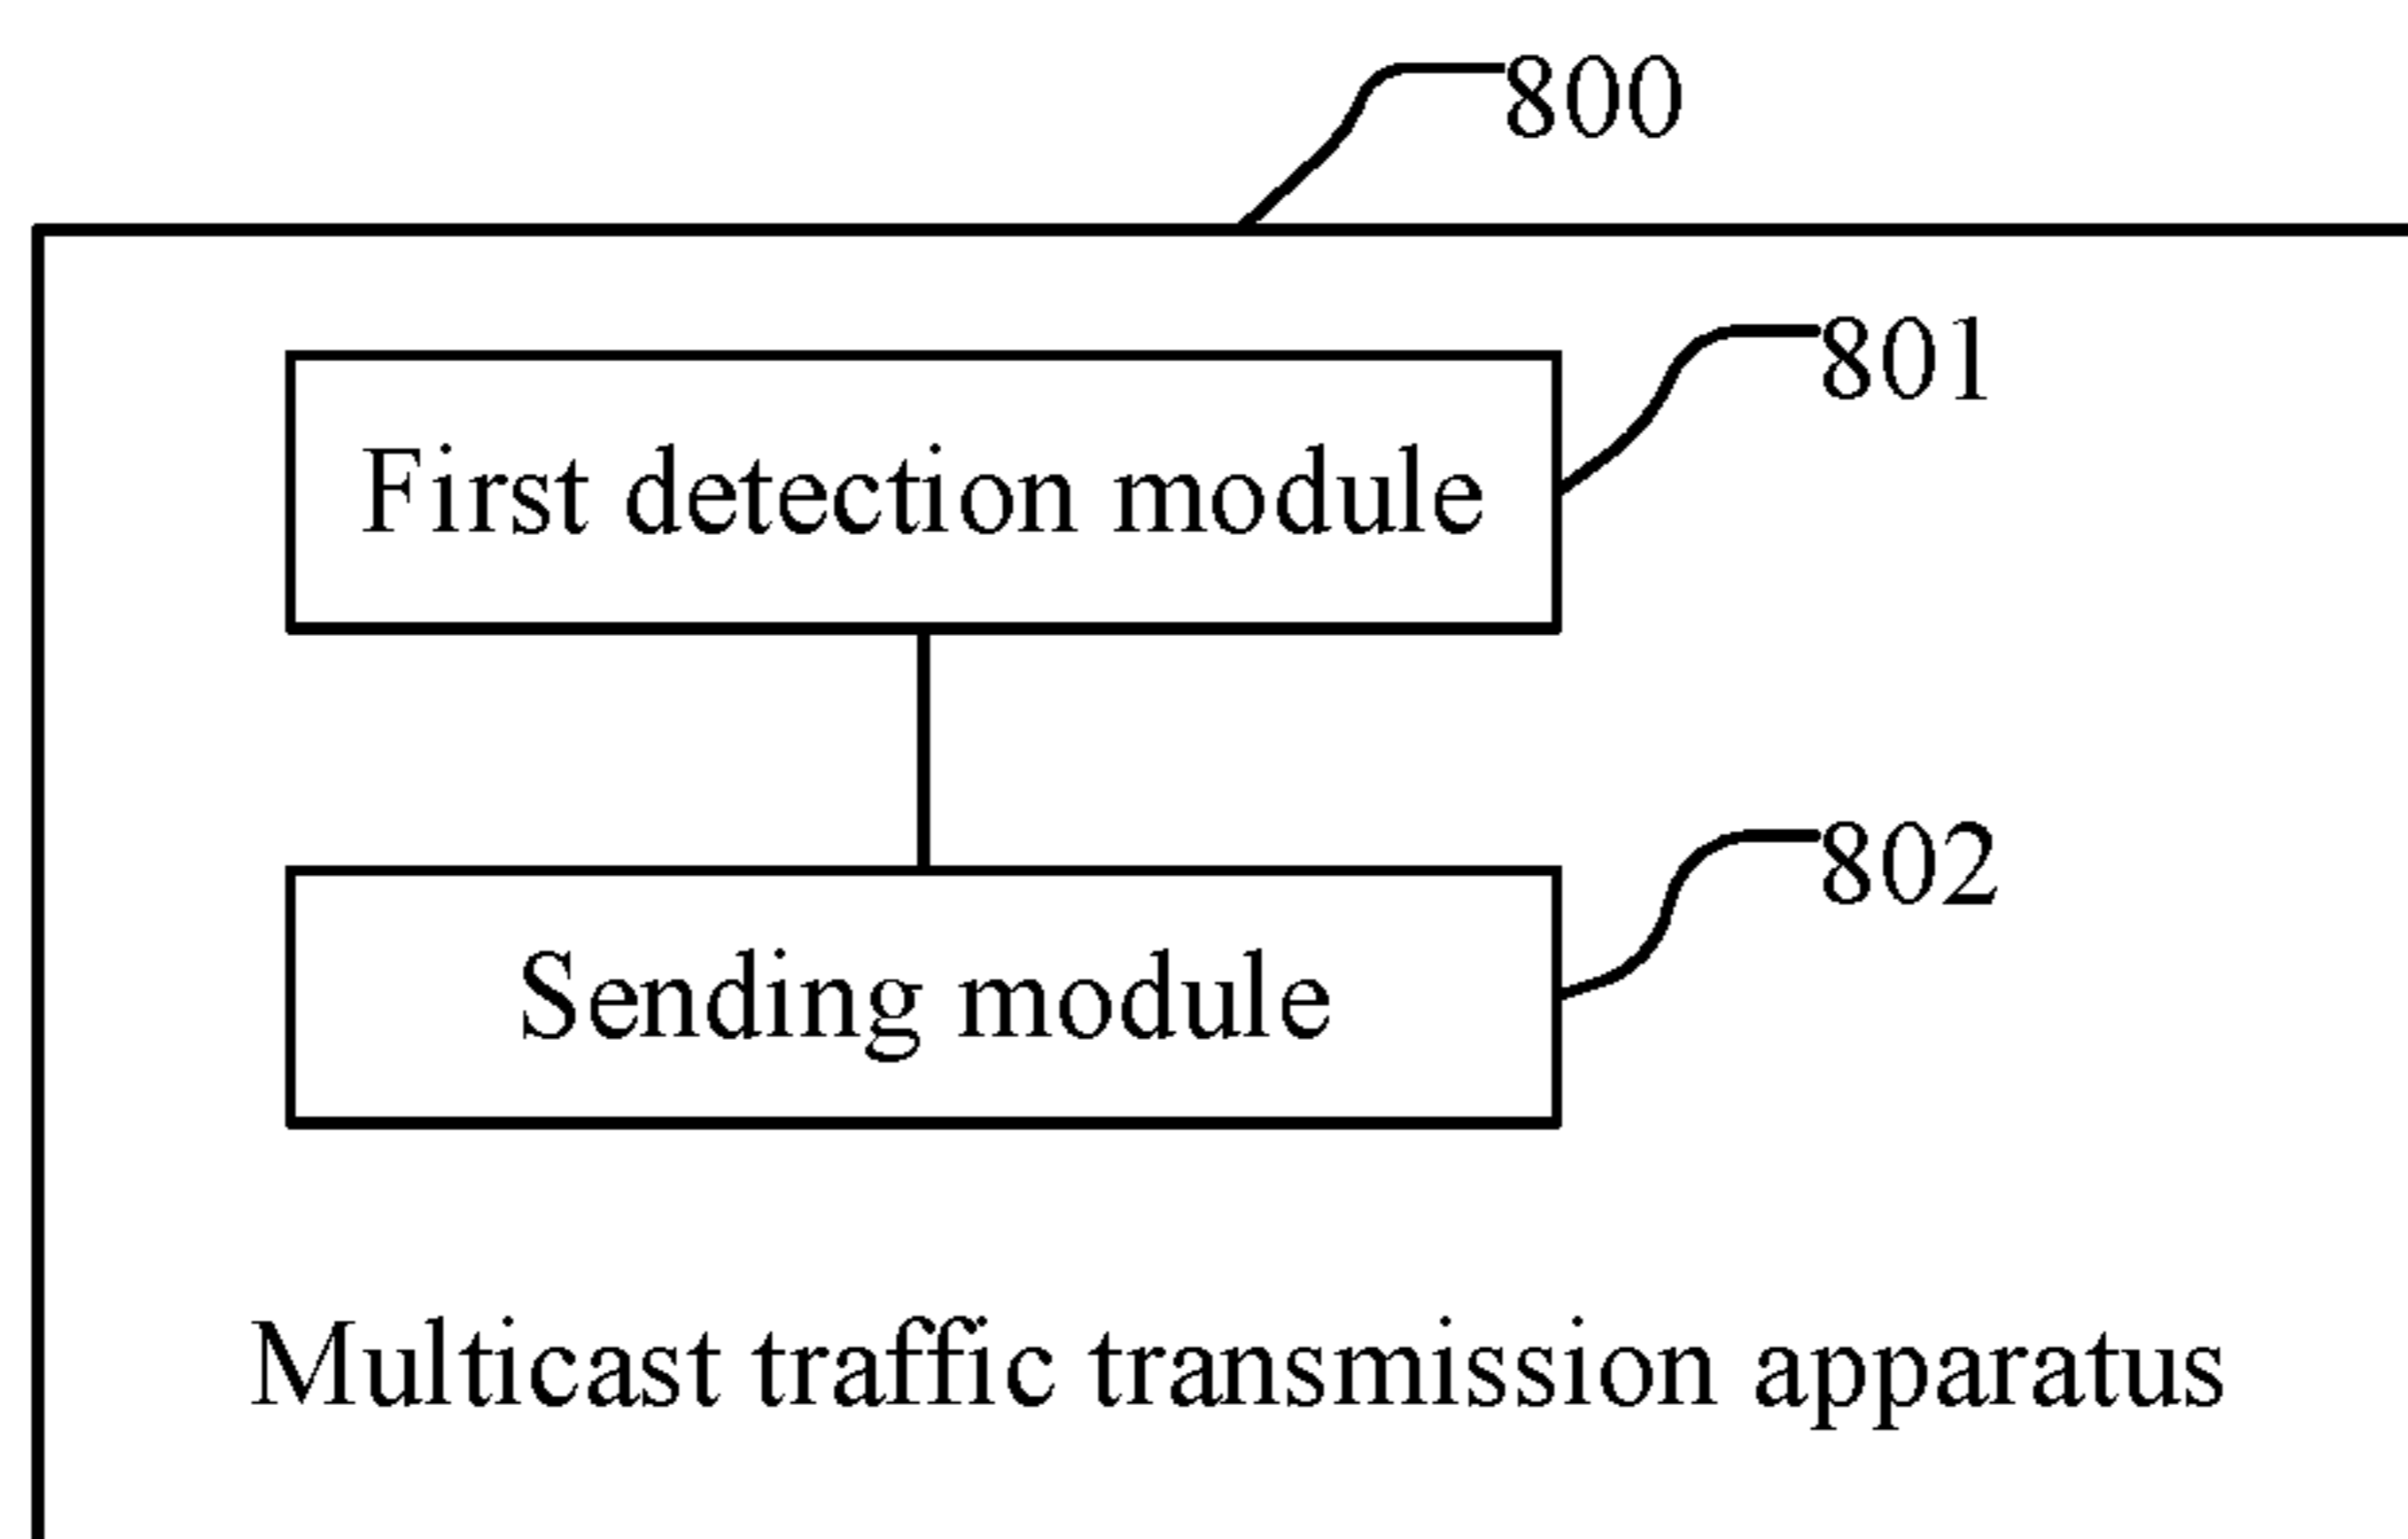 800
801
First detection module
802
Sending module
Multicast traffic transmission apparatus